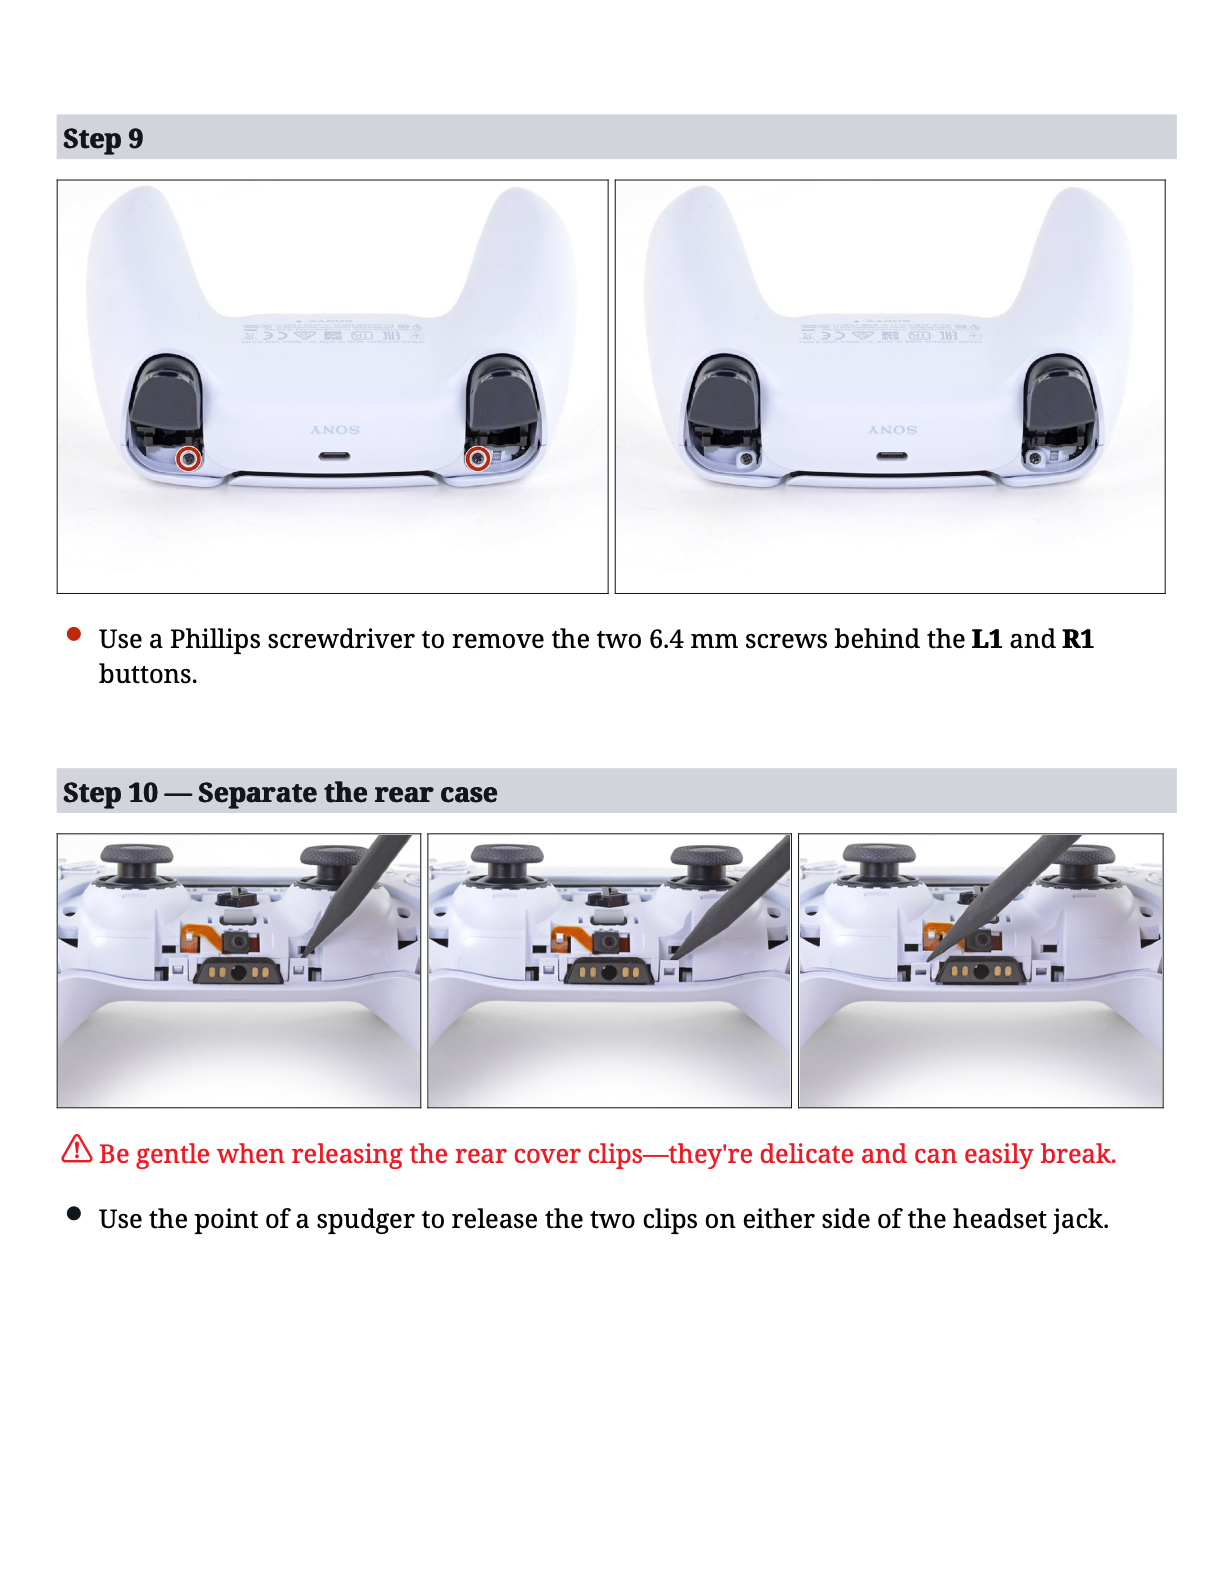 Step 9
SONY
SONY
Use a Phillips screwdriver to remove the two 6.4 mm screws behind the L1 and R1
buttons.
Step 10 — Separate the rear case
Be gentle when releasing the rear cover clips—they're delicate and can easily break.
Use the point of a spudger to release the two clips on either side of the headset jack.